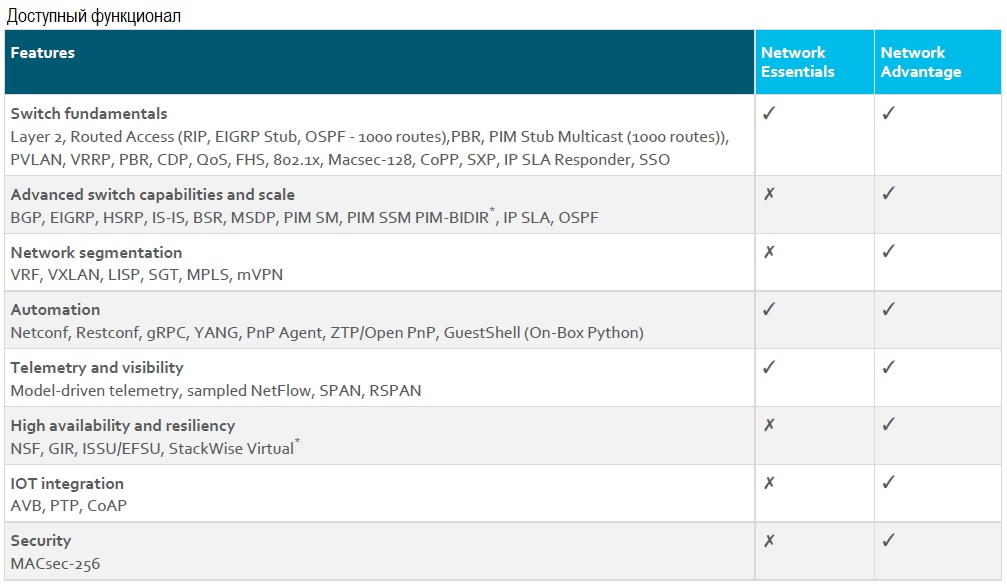 Доступный функционал
Features
Network
Essentials
Network
Advantage
Switch fundamentals
✓ ✓
Layer 2, Routed Access (RIP, EIGRP Stub, OSPF - 1000 routes),PBR, PIM Stub Multicast (1000 routes)),
PVLAN, VRRP, PBR, CDP, QoS, FHS, 802.1x, Macsec-128, CoPP, SXP, IP SLA Responder, SSO
Advanced switch capabilities and scale
✗ ✓
BGP, EIGRP, HSRP, IS-IS, BSR, MSDP, PIM SM, PIM SSM PIM-BIDIR*, IP SLA, OSPF
Network segmentation
✗ ✓
VRF, VXLAN, LISP, SGT, MPLS, mVPN
Automation
✓ ✓
Netconf, Restconf, gRPC, YANG, PnP Agent, ZTP/Open PnP, GuestShell (On-Box Python)
Telemetry and visibility
✓ ✓
Model-driven telemetry, sampled NetFlow, SPAN, RSPAN
High availability and resiliency
✗ ✓
NSF, GIR, ISSU/EFSU, StackWise Virtual*
IOT integration
✗ ✓
AVB, PTP, CoAP
Security
✗ ✓
MACsec-256